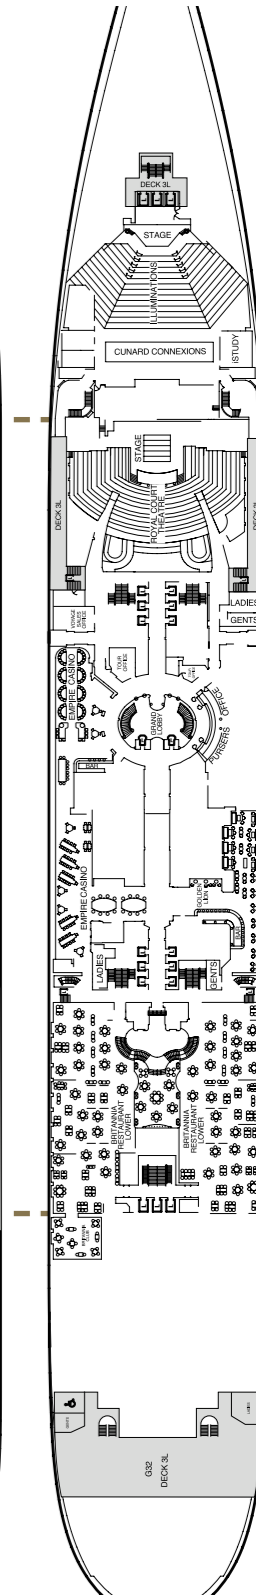 DECK 3L
STAGE
ILLUMINATIONS
CUNARD CONNEXIONS
STUDY
STAGE
ROYAL COURT
THEATRE
DECK 3L
LADIES
GENTS
VOYAGE
SALES
OFFICE
TOUR
OFFICE
EMPIRE CASINO
GRAND
LOBBY
PURSERS OFFICE
BAR
EMPIRE CASINO
GOLDEN
LION
BAR
LADIES
GENTS
BRITANNIA
RESTAURANT
LOWER
BRITANNIA
RESTAURANT
LOWER
G32
DECK 3L